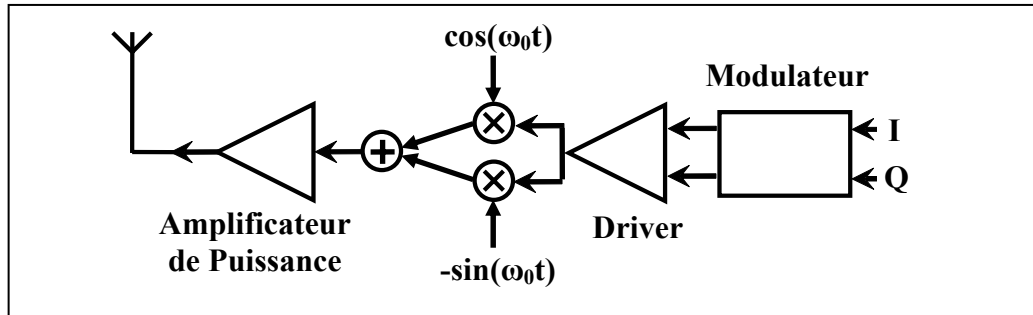 cos(ω₀t)
Modulateur
I
Q
Driver
Amplificateur
de Puissance
-sin(ω₀t)